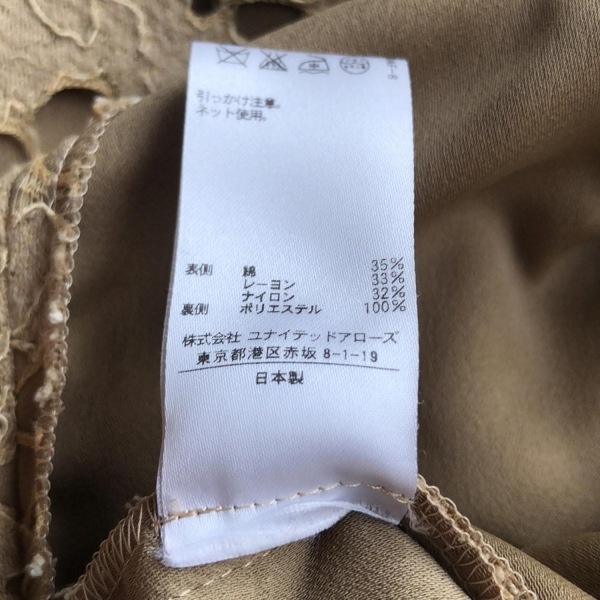 引っかけ注意。
ネット使用。
表側 綿 35%
レーヨン 33%
ナイロン 32%
裏側 ポリエステル 100%
株式会社 ユナイテッドアローズ
東京都港区赤坂 8-1-19
日本製